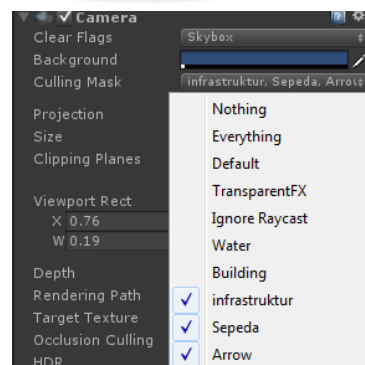 Camera
Clear Flags Skybox
Background
Culling Mask infrastruktur, Sepeda, Arrow
Projection
Size
Clipping Planes
Viewport Rect
X 0.76
W 0.19
Depth
Rendering Path
Target Texture
Occlusion Culling
HDR
Nothing
Everything
Default
TransparentFX
Ignore Raycast
Water
Building
infrastruktur
Sepeda
Arrow